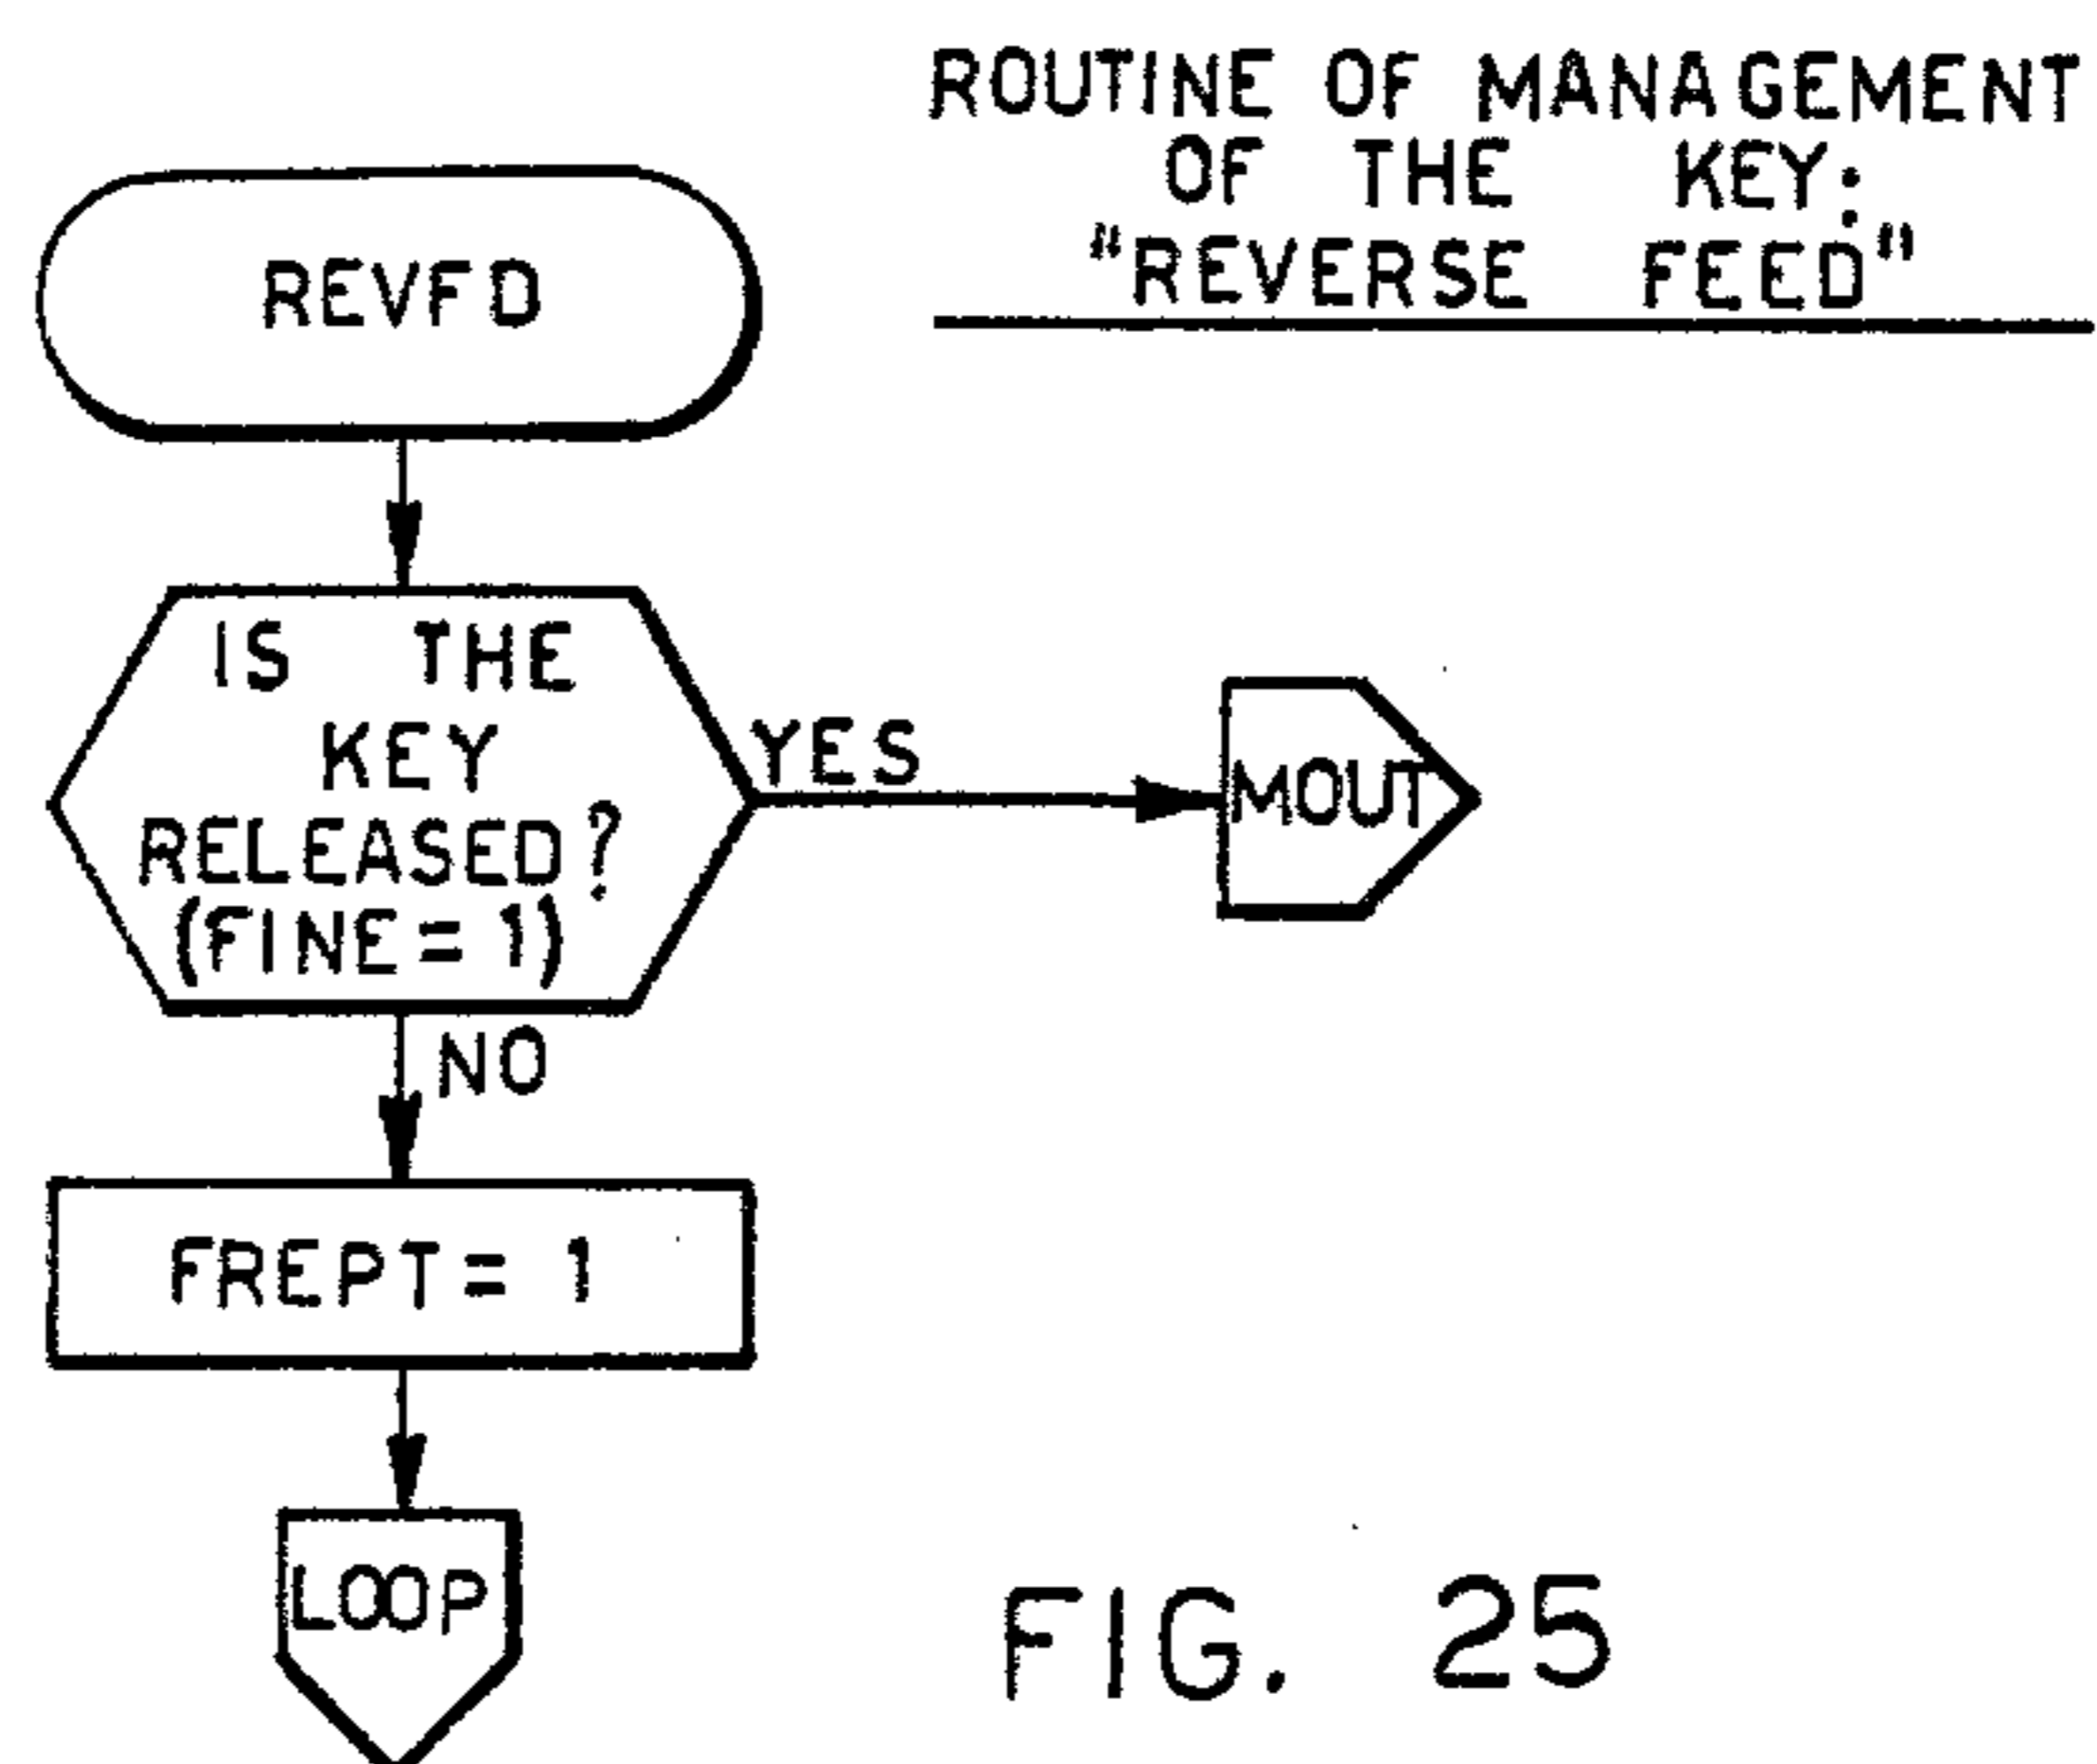 ROUTINE OF MANAGEMENT
OF THE KEY:
"REVERSE FEED"
REVFD
IS THE
KEY
RELEASED?
(FINE=1)
YES
MOUT
NO
FREPT= 1
LOOP
FIG. 25